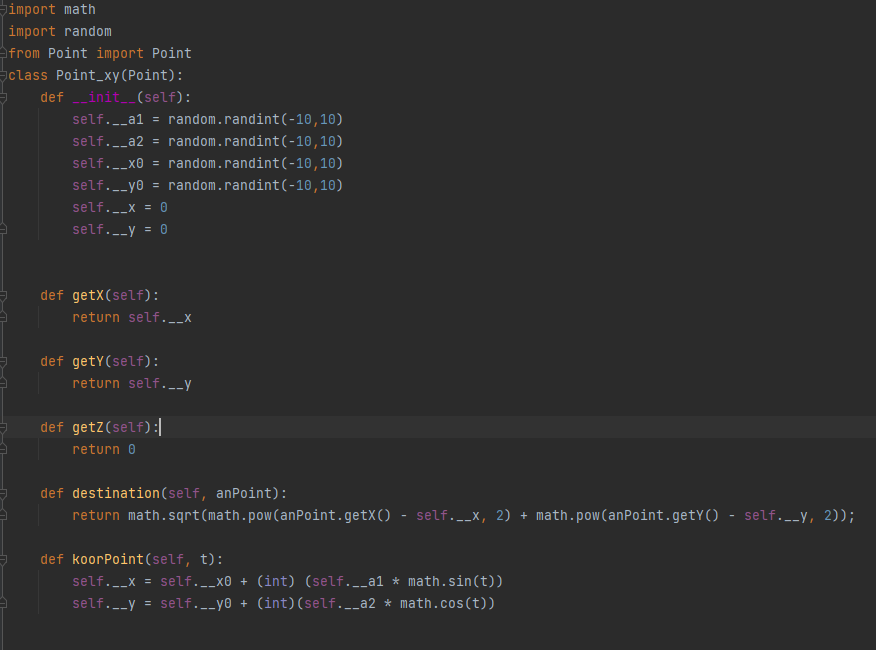 import math
import random
from Point import Point
class Point_xy(Point):
    def __init__(self):
        self.__a1 = random.randint(-10,10)
        self.__a2 = random.randint(-10,10)
        self.__x0 = random.randint(-10,10)
        self.__y0 = random.randint(-10,10)
        self.__x = 0
        self.__y = 0
    def getX(self):
        return self.__x
    def getY(self):
        return self.__y
    def getZ(self):
        return 0
    def destination(self, anPoint):
        return math.sqrt(math.pow(anPoint.getX() - self.__x, 2) + math.pow(anPoint.getY() - self.__y, 2));
    def koorPoint(self, t):
        self.__x = self.__x0 + (int) (self.__a1 * math.sin(t))
        self.__y = self.__y0 + (int)(self.__a2 * math.cos(t))